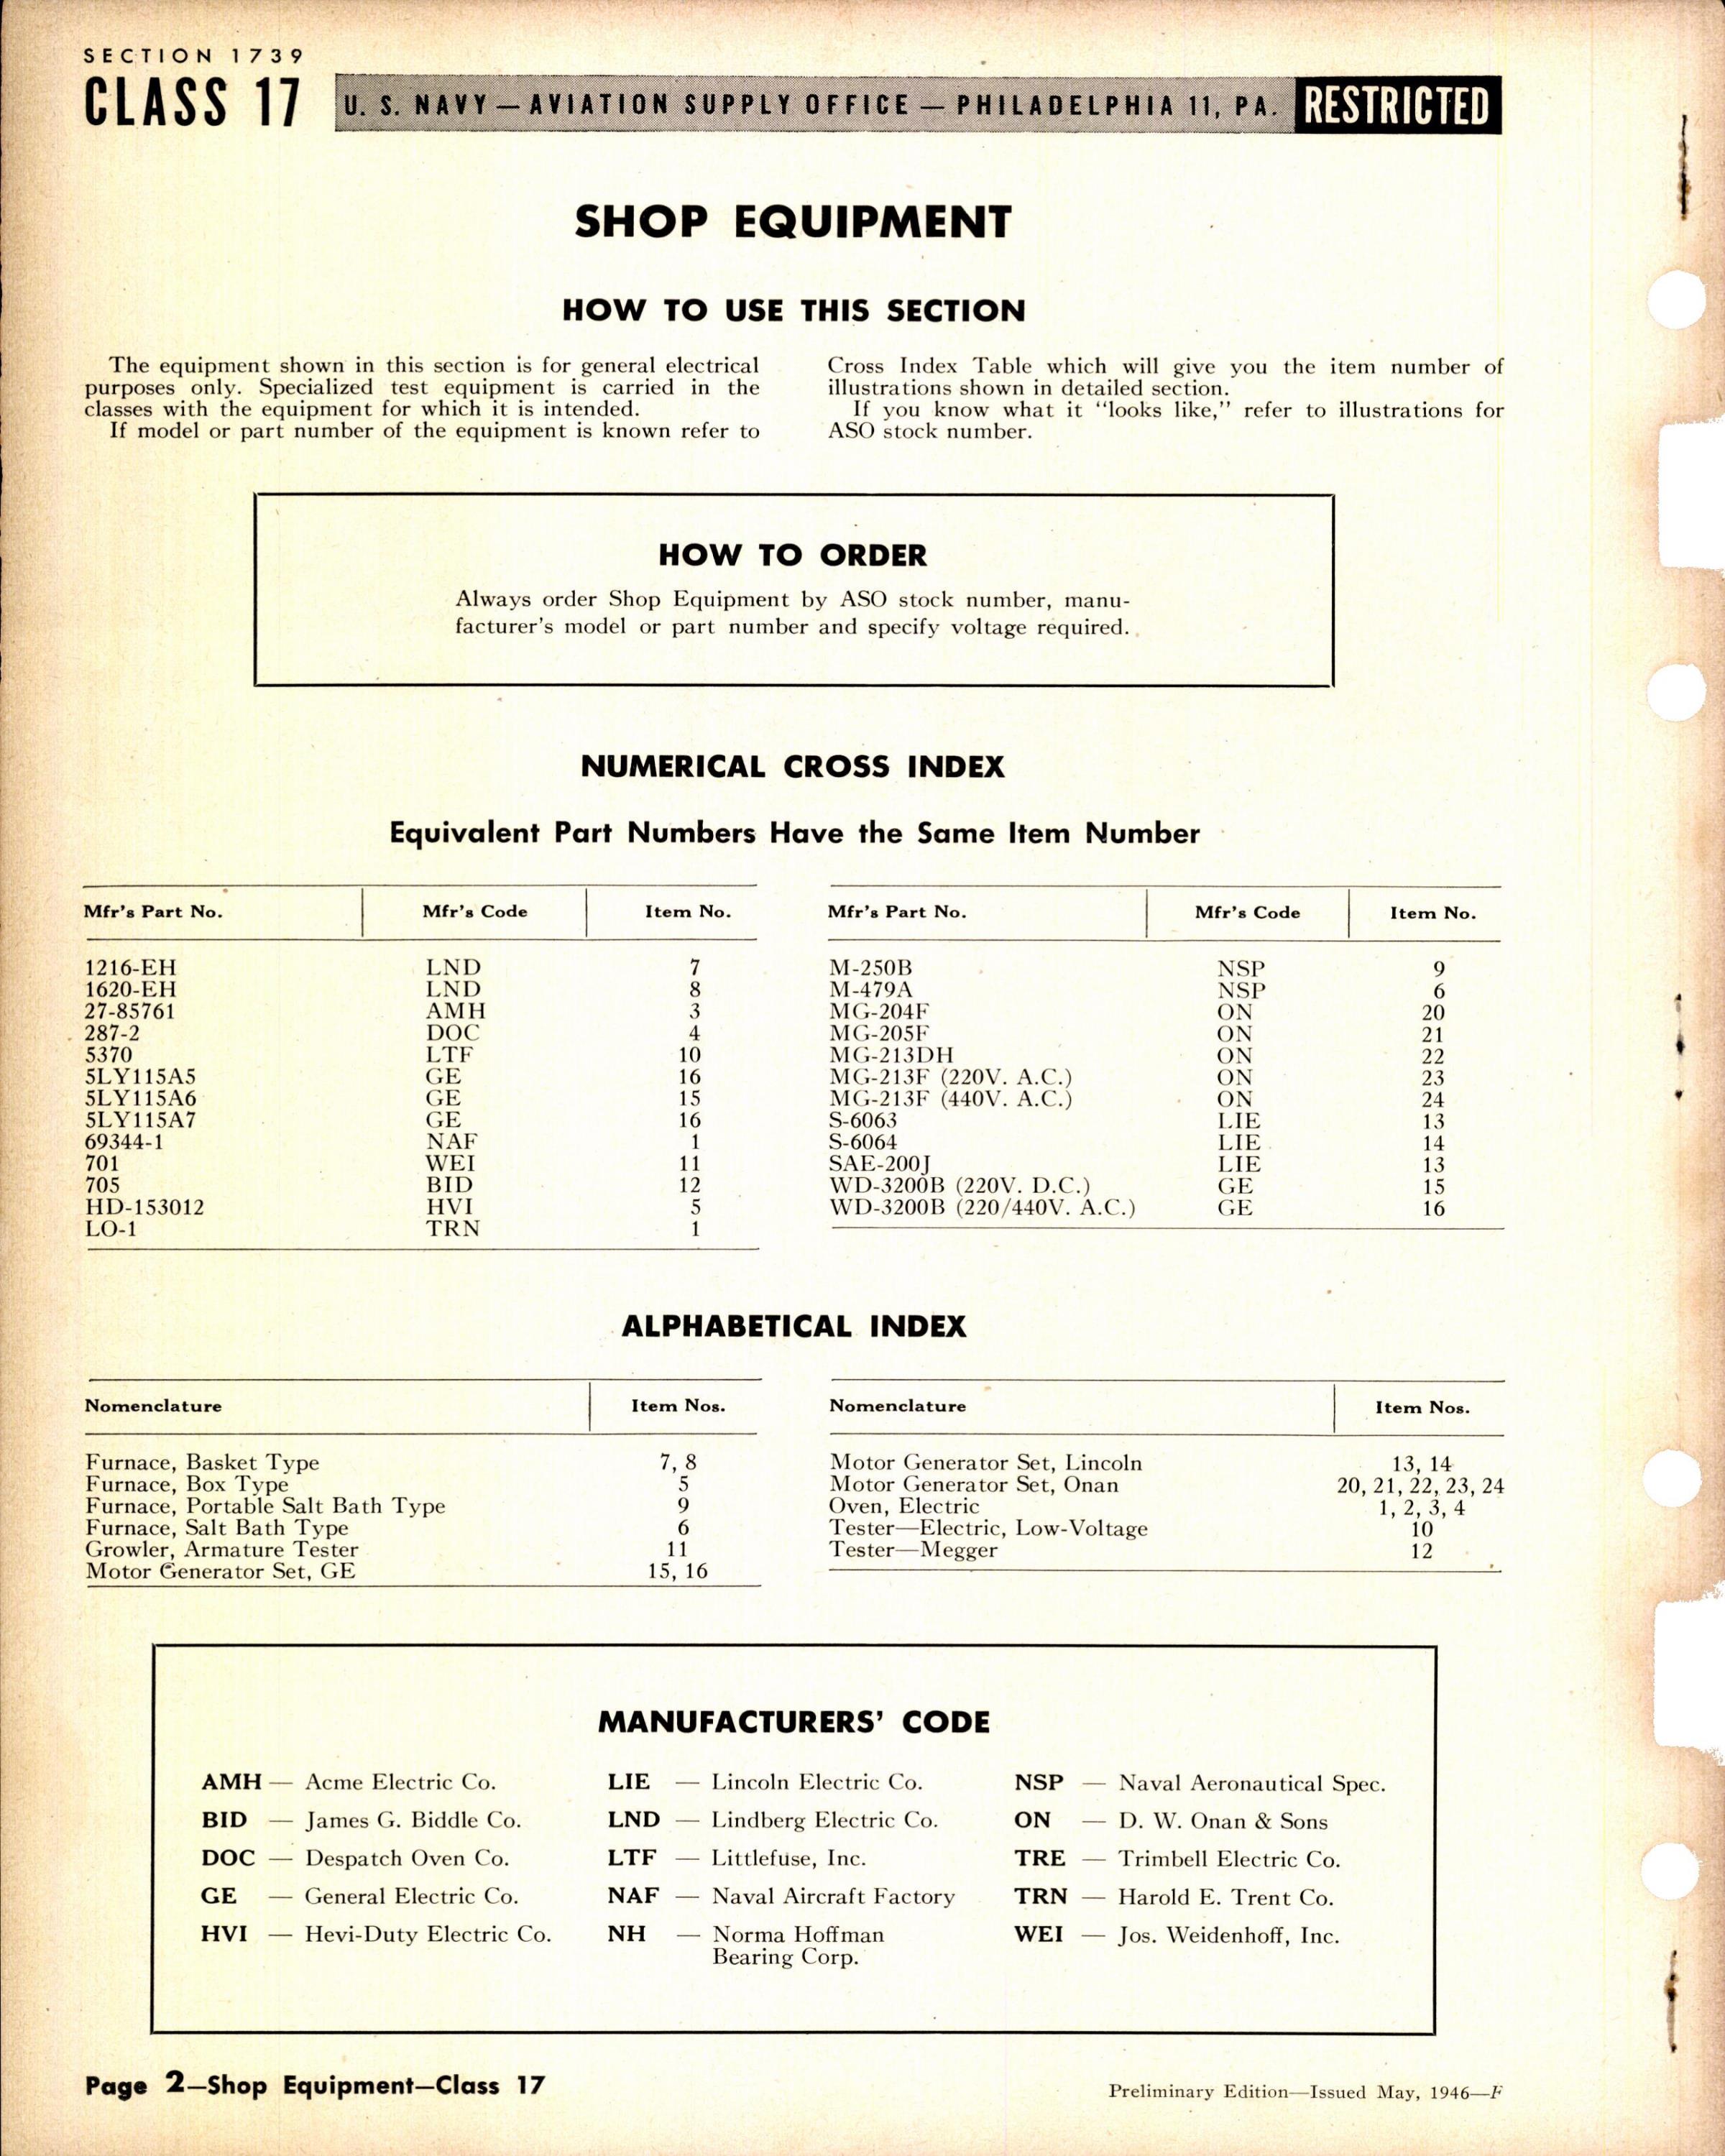 SECTION 1739
CLASS 17
U. S. NAVY — AVIATION SUPPLY OFFICE — PHILADELPHIA 11, PA.
RESTRICTED
SHOP EQUIPMENT
HOW TO USE THIS SECTION
The equipment shown in this section is for general electrical
purposes only. Specialized test equipment is carried in the
classes with the equipment for which it is intended.
If model or part number of the equipment is known refer to
Cross Index Table which will give you the item number of
illustrations shown in detailed section.
If you know what it "looks like," refer to illustrations for
ASO stock number.
HOW TO ORDER
Always order Shop Equipment by ASO stock number, manu-
facturer's model or part number and specify voltage required.
NUMERICAL CROSS INDEX
Equivalent Part Numbers Have the Same Item Number
Mfr's Part No. Mfr's Code Item No.
1216-EH LND 7
1620-EH LND 8
27-85761 AMH 3
287-2 DOC 4
5370 LTF 10
5LY115A5 GE 16
5LY115A6 GE 15
5LY115A7 GE 16
69344-1 NAF 1
701 WEI 11
705 BID 12
HD-153012 HVI 5
LO-1 TRN 1
Mfr's Part No. Mfr's Code Item No.
M-250B NSP 9
M-479A NSP 6
MG-204F ON 20
MG-205F ON 21
MG-213DH ON 22
MG-213F (220V. A.C.) ON 23
MG-213F (440V. A.C.) ON 24
S-6063 LIE 13
S-6064 LIE 14
SAE-200J LIE 13
WD-3200B (220V. D.C.) GE 15
WD-3200B (220/440V. A.C.) GE 16
ALPHABETICAL INDEX
Nomenclature Item Nos.
Furnace, Basket Type 7, 8
Furnace, Box Type 5
Furnace, Portable Salt Bath Type 9
Furnace, Salt Bath Type 6
Growler, Armature Tester 11
Motor Generator Set, GE 15, 16
Nomenclature Item Nos.
Motor Generator Set, Lincoln 13, 14
Motor Generator Set, Onan 20, 21, 22, 23, 24
Oven, Electric 1, 2, 3, 4
Tester—Electric, Low-Voltage 10
Tester—Megger 12
MANUFACTURERS' CODE
AMH — Acme Electric Co.
BID — James G. Biddle Co.
DOC — Despatch Oven Co.
GE — General Electric Co.
HVI — Hevi-Duty Electric Co.
LIE — Lincoln Electric Co.
LND — Lindberg Electric Co.
LTF — Littlefuse, Inc.
NAF — Naval Aircraft Factory
NH — Norma Hoffman
Bearing Corp.
NSP — Naval Aeronautical Spec.
ON — D. W. Onan & Sons
TRE — Trimbell Electric Co.
TRN — Harold E. Trent Co.
WEI — Jos. Weidenhoff, Inc.
Page 2—Shop Equipment—Class 17
Preliminary Edition—Issued May, 1946—F